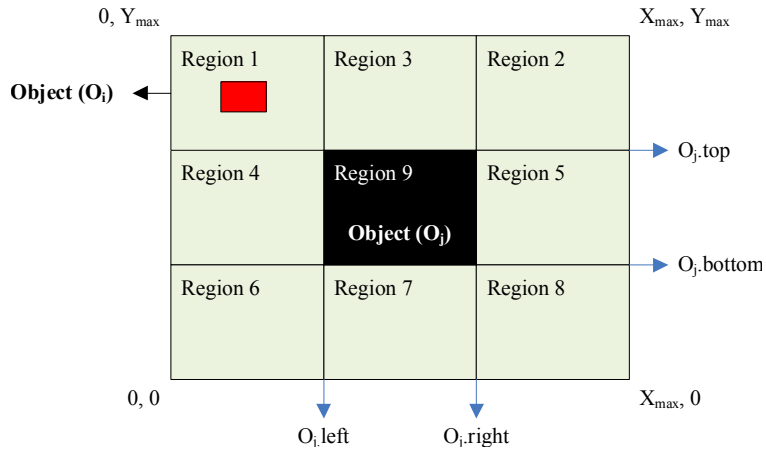 0, Ymax
Xmax, Ymax
Region 1
Region 3
Region 2
Object (Oi)
Oj.top
Region 4
Region 9
Region 5
Object (Oj)
Oj.bottom
Region 6
Region 7
Region 8
0, 0
Xmax, 0
Oj.left
Oj.right